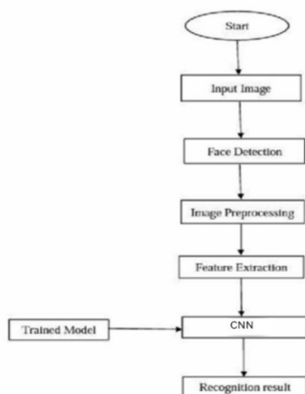 Start
Input Image
Face Detection
Image Preprocessing
Feature Extraction
Trained Model
CNN
Recognition result